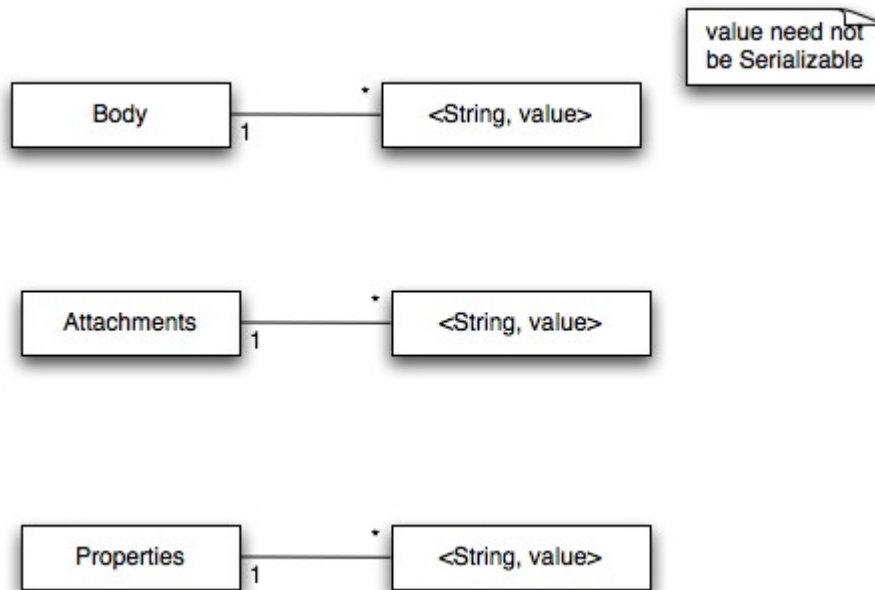 value need not
be Serializable
Body
1
*
<String, value>
Attachments
1
*
<String, value>
Properties
1
*
<String, value>